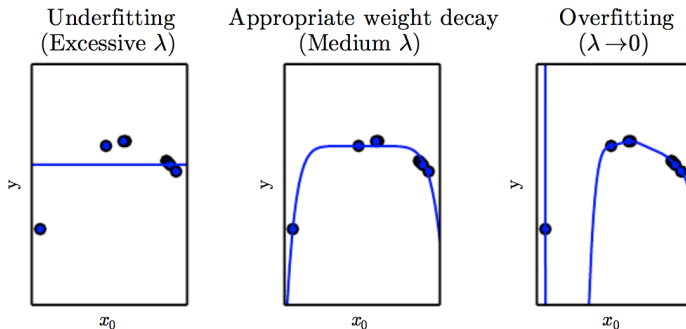 Underfitting
(Excessive λ)
Appropriate weight decay
(Medium λ)
Overfitting
(λ→0)
y
x₀
y
x₀
y
x₀